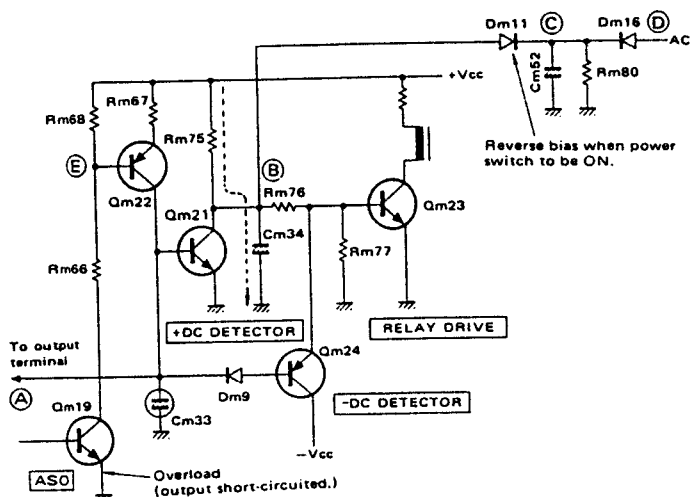 Dm11
C
Dm16
D
AC
Cm52
Rm80
+Vcc
Rm67
Rm68
Rm75
Reverse bias when power
switch to be ON.
E
B
Rm76
Qm22
Qm21
Cm34
Qm23
Rm77
Rm66
+DC DETECTOR
RELAY DRIVE
To output
terminal
Qm24
A
Dm9
Cm33
-DC DETECTOR
Qm19
-Vcc
ASO
Overload
(output short-circuited.)